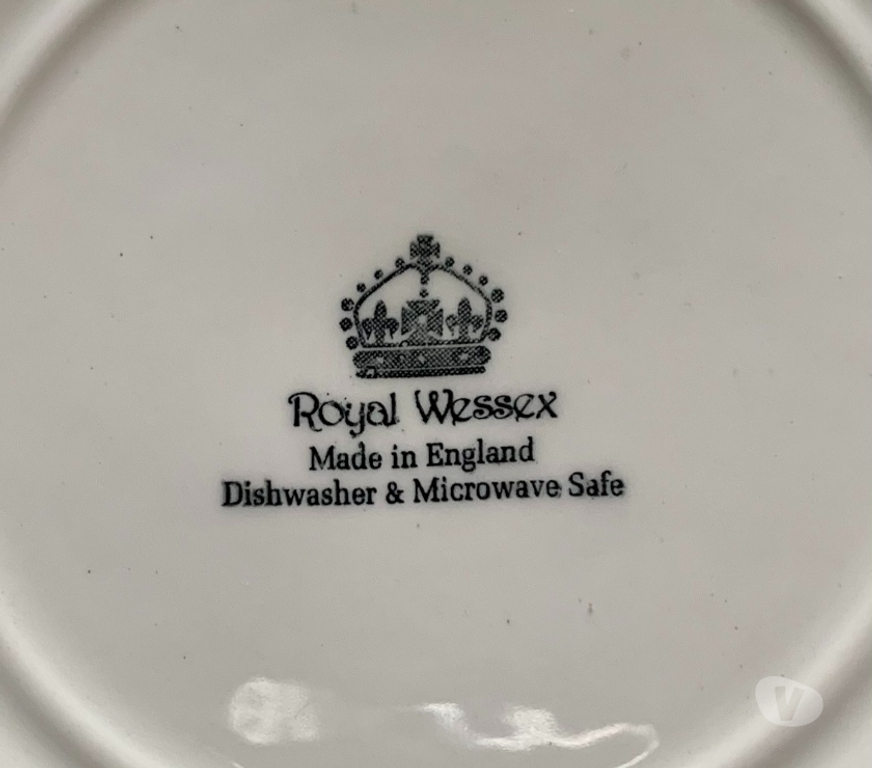 Royal Wessex
Made in England
Dishwasher & Microwave Safe
V